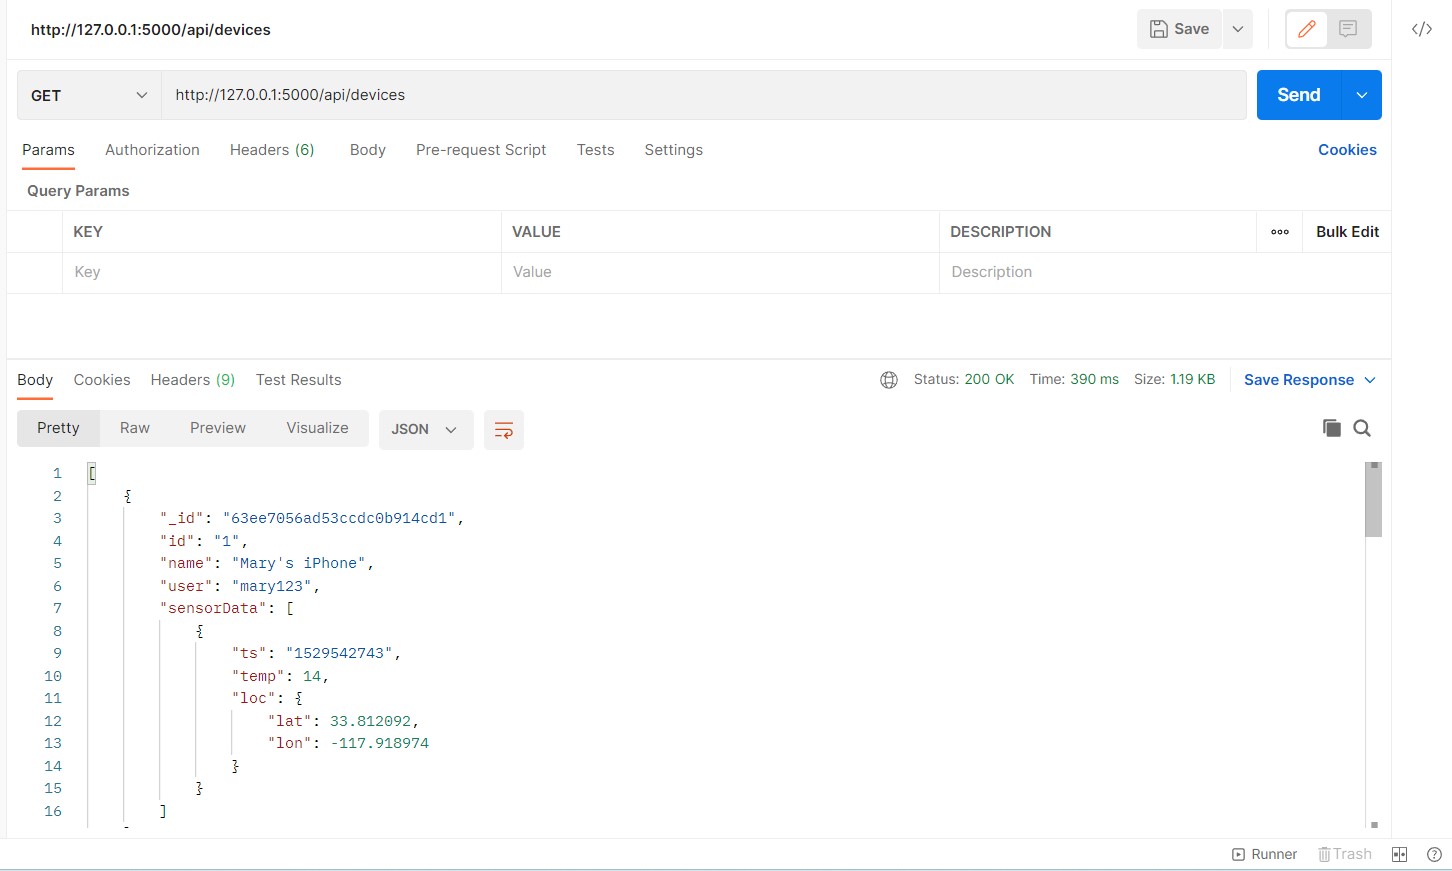 http://127.0.0.1:5000/api/devices
Save
GET
http://127.0.0.1:5000/api/devices
Send
Params Authorization Headers (6) Body Pre-request Script Tests Settings Cookies
Query Params
KEY VALUE DESCRIPTION Bulk Edit
Key Value Description
Body Cookies Headers (9) Test Results Status: 200 OK Time: 390 ms Size: 1.19 KB Save Response
Pretty Raw Preview Visualize JSON
1 [
2 {
3 "_id": "63ee7056ad53ccdc0b914cd1",
4 "id": "1",
5 "name": "Mary's iPhone",
6 "user": "mary123",
7 "sensorData": [
8 {
9 "ts": "1529542743",
10 "temp": 14,
11 "loc": {
12 "lat": 33.812092,
13 "lon": -117.918974
14 }
15 }
16 ]
Runner Trash